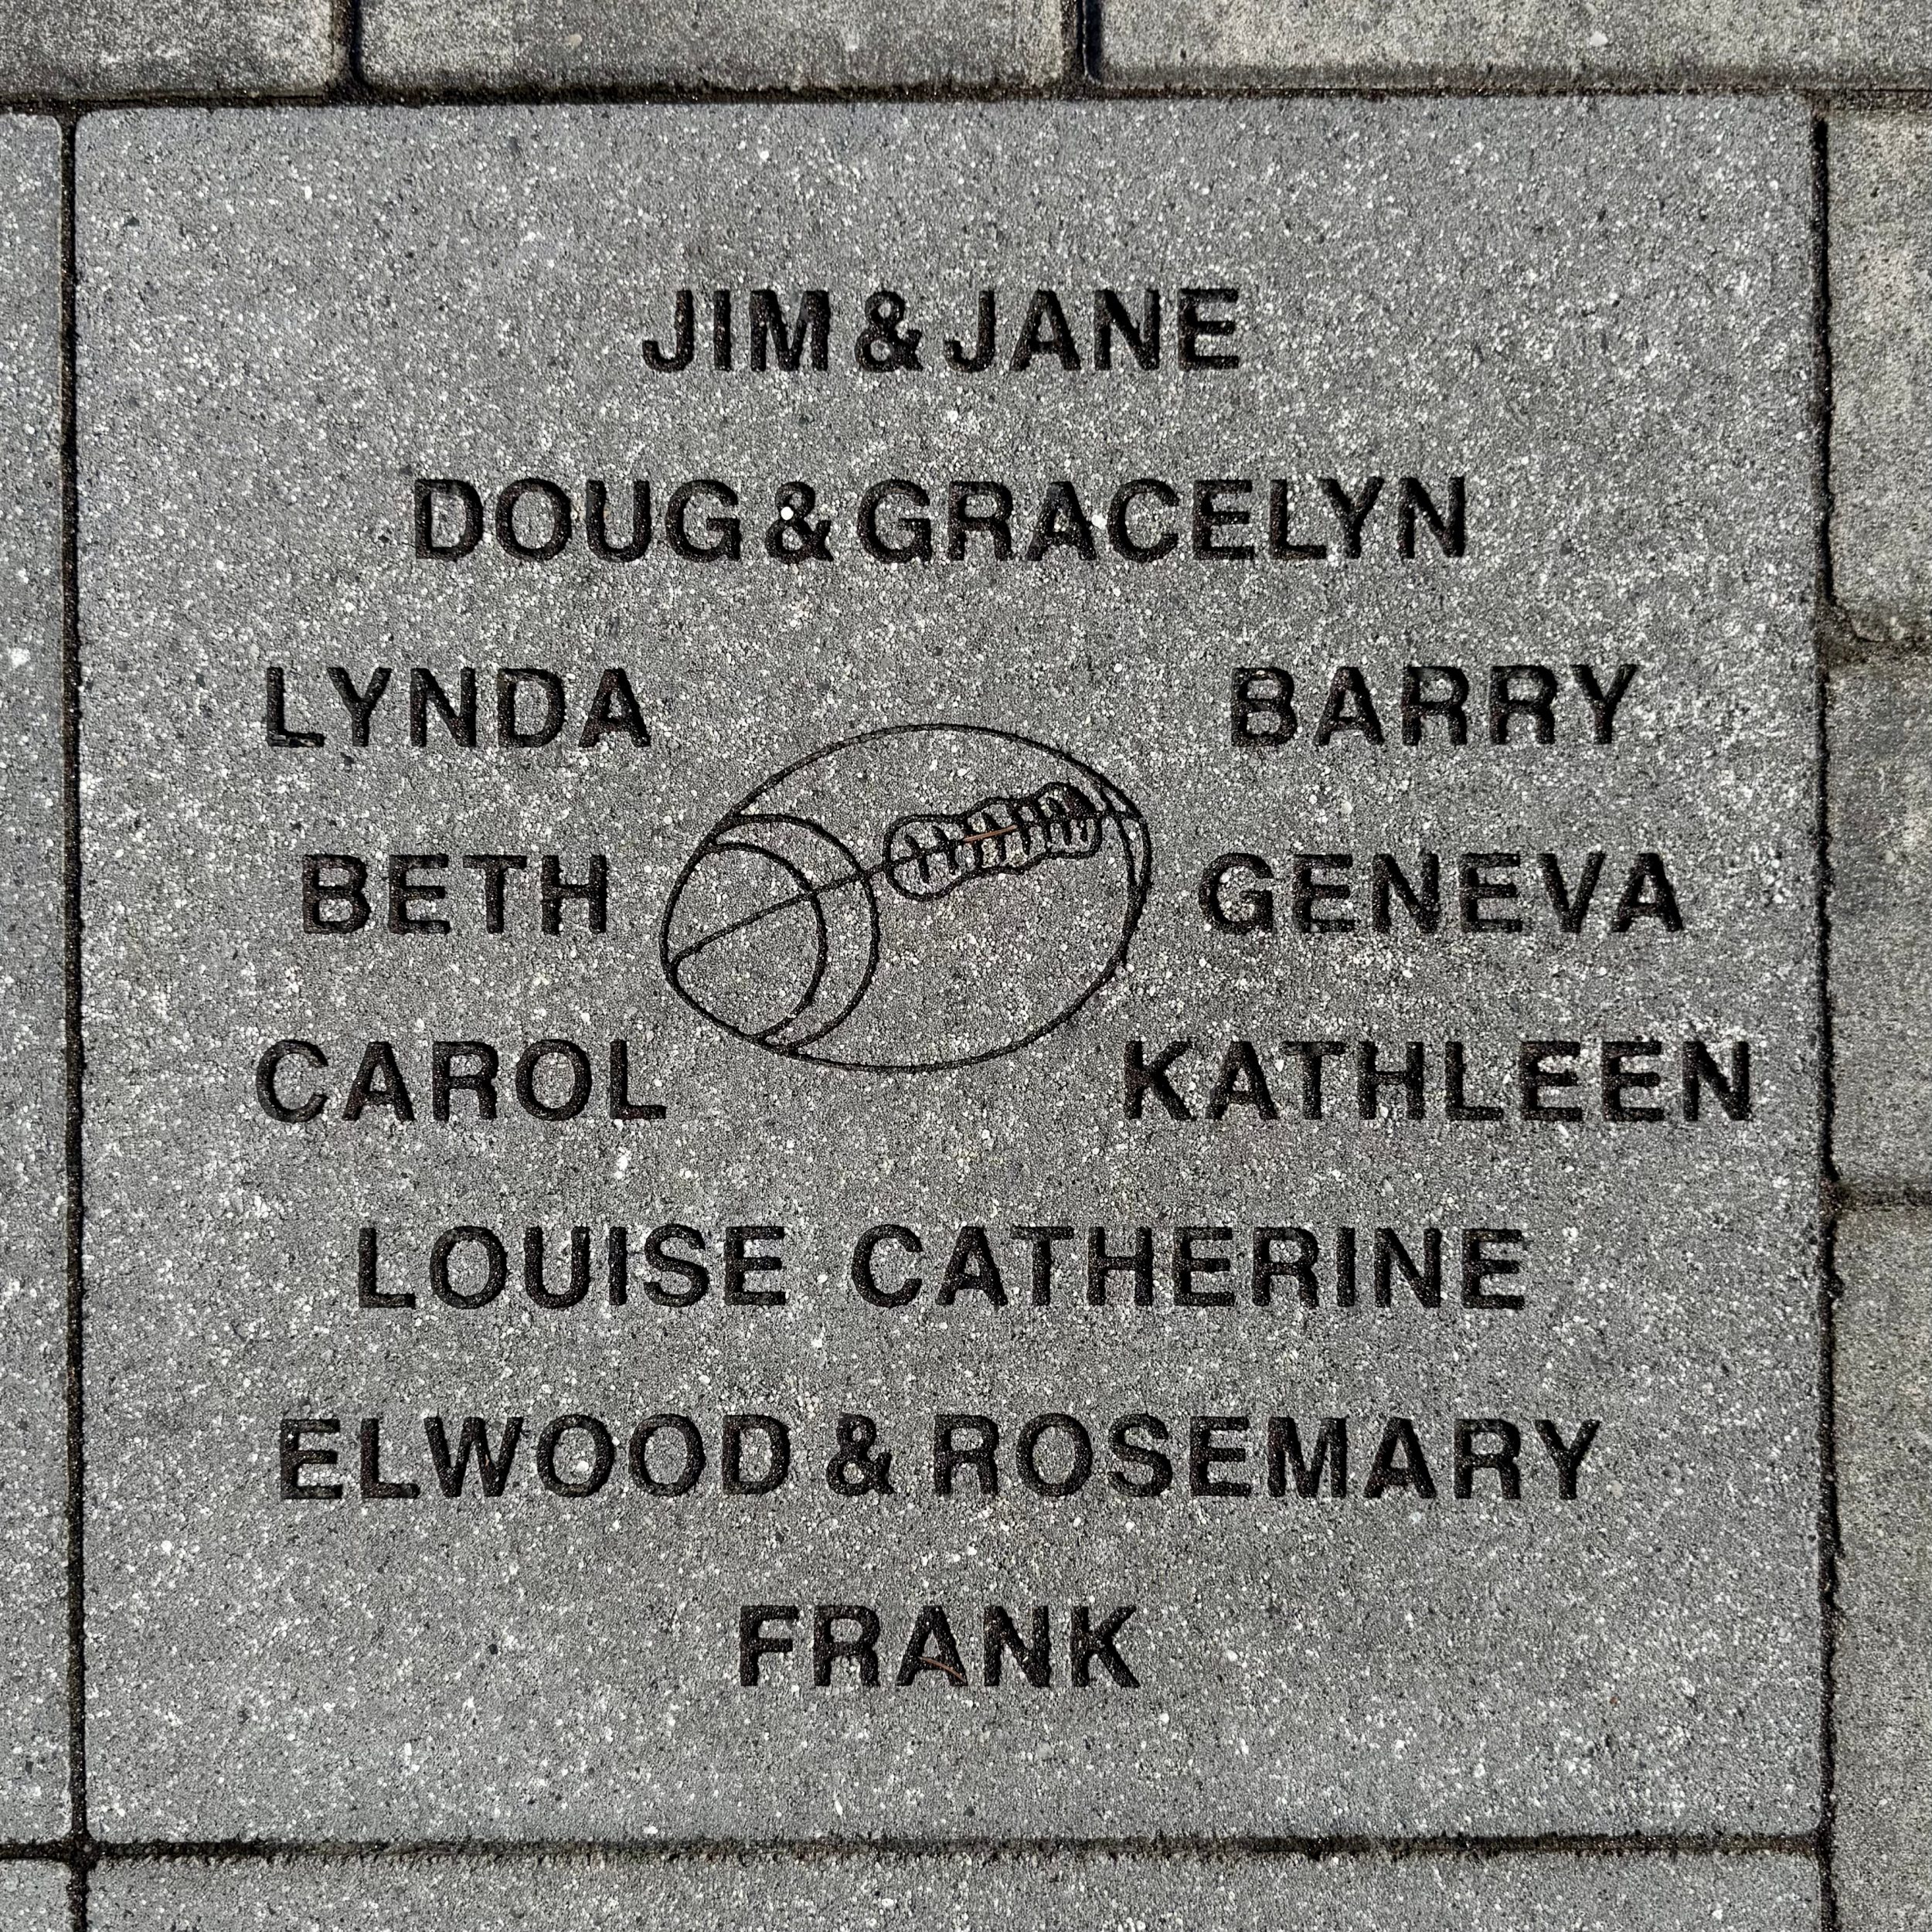 JIM & JANE
DOUG & GRACELYN
LYNDA BARRY
BETH GENEVA
CAROL KATHLEEN
LOUISE CATHERINE
ELWOOD & ROSEMARY
FRANK